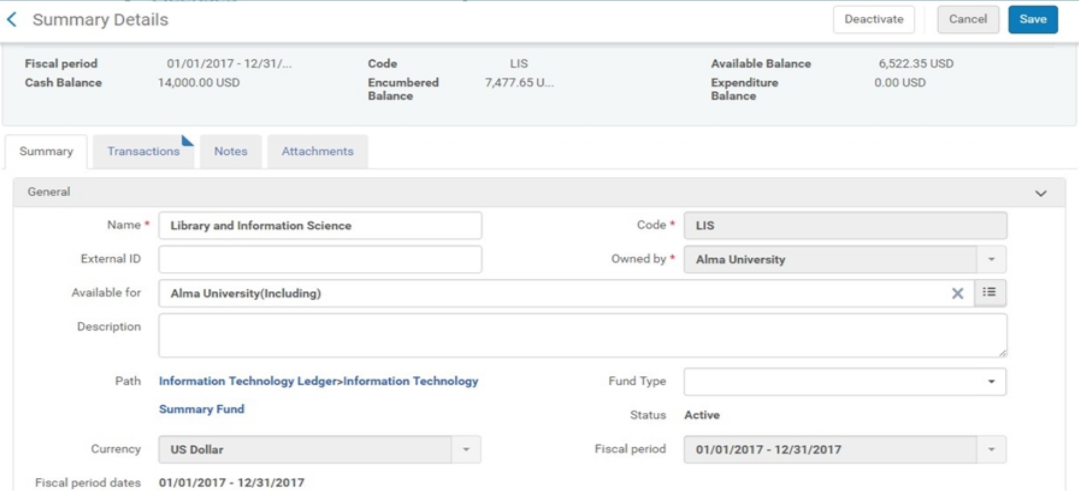 Summary Details Deactivate Cancel Save
Fiscal period 01/01/2017 - 12/31/... Code LIS Available Balance 6,522.35 USD
Cash Balance 14,000.00 USD Encumbered Balance 7,477.65 U... Expenditure Balance 0.00 USD
Summary Transactions Notes Attachments
General
Name * Library and Information Science Code * LIS
External ID Owned by * Alma University
Available for Alma University(Including)
Description
Path Information Technology Ledger>Information Technology Summary Fund Fund Type
Status Active
Currency US Dollar Fiscal period 01/01/2017 - 12/31/2017
Fiscal period dates 01/01/2017 - 12/31/2017